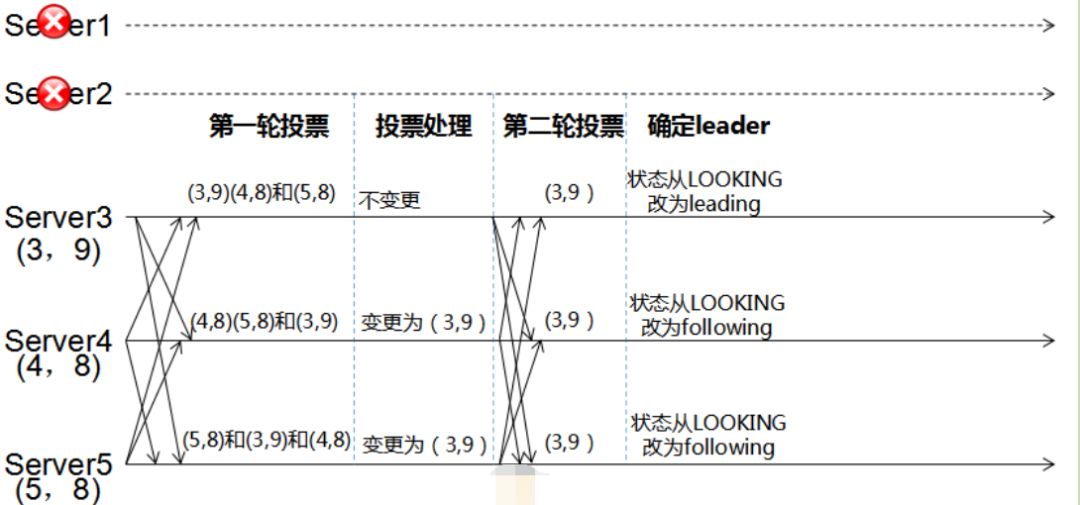 Server1
Server2
第一轮投票
投票处理
第二轮投票
确定leader
(3,9)(4,8)和(5,8)
不变更
(3,9 )
状态从LOOKING
改为leading
Server3
(3，9)
(4,8)(5,8)和(3,9)
变更为（3,9 )
(3,9 )
状态从LOOKING
改为following
Server4
(4，8)
(5,8)和(3,9)和(4,8)
变更为（3,9 )
(3,9 )
状态从LOOKING
改为following
Server5
(5，8)